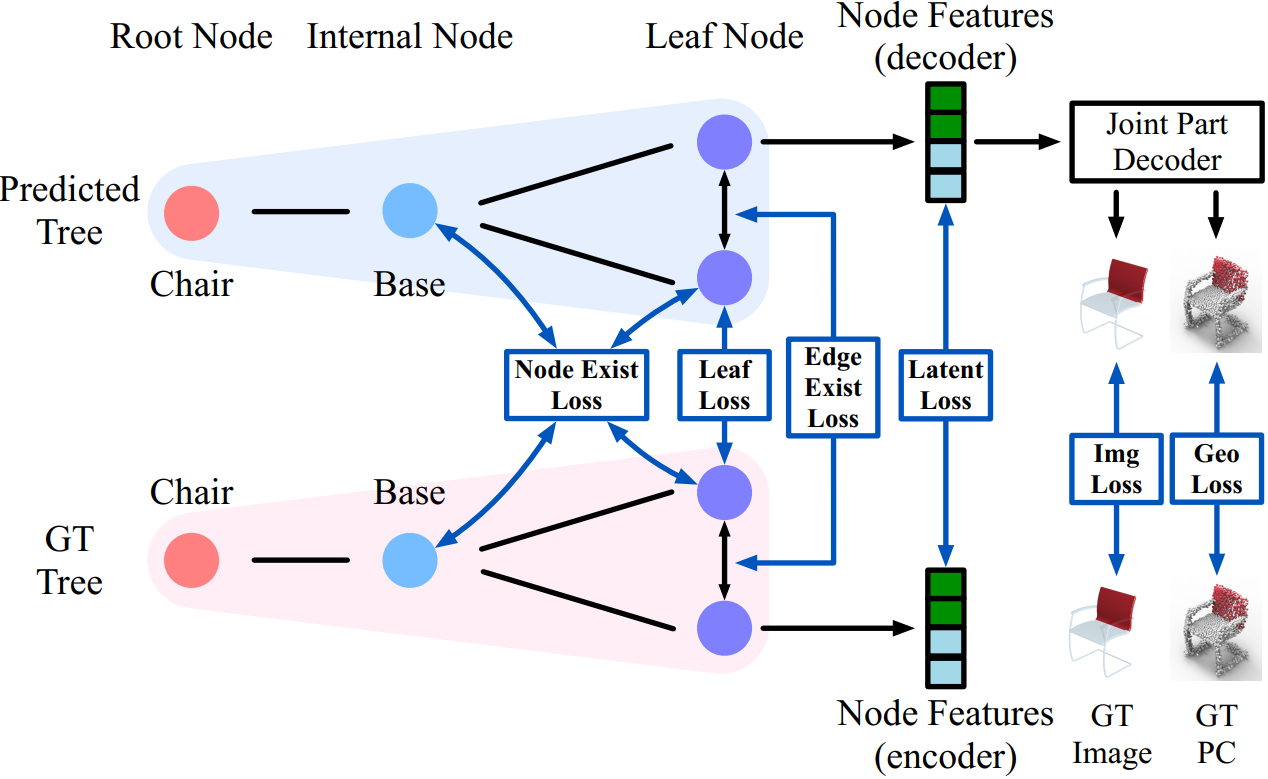 Root Node
Internal Node
Leaf Node
Node Features
(decoder)
Joint Part
Decoder
Predicted
Tree
Chair
Base
Node Exist
Loss
Leaf
Loss
Edge
Exist
Loss
Latent
Loss
Img
Loss
Geo
Loss
Chair
Base
GT
Tree
Node Features
(encoder)
GT
Image
GT
PC